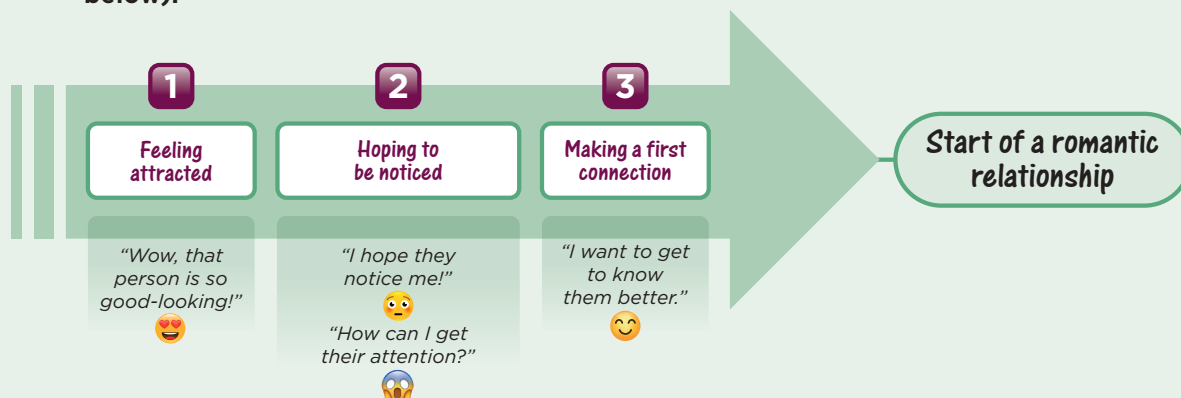 below).
1
2
3
Feeling
attracted
Hoping to
be noticed
Making a first
connection
Start of a romantic
relationship
“Wow, that
person is so
good-looking!”
“I hope they
notice me!”
“How can I get
their attention?”
“I want to get
to know
them better.”